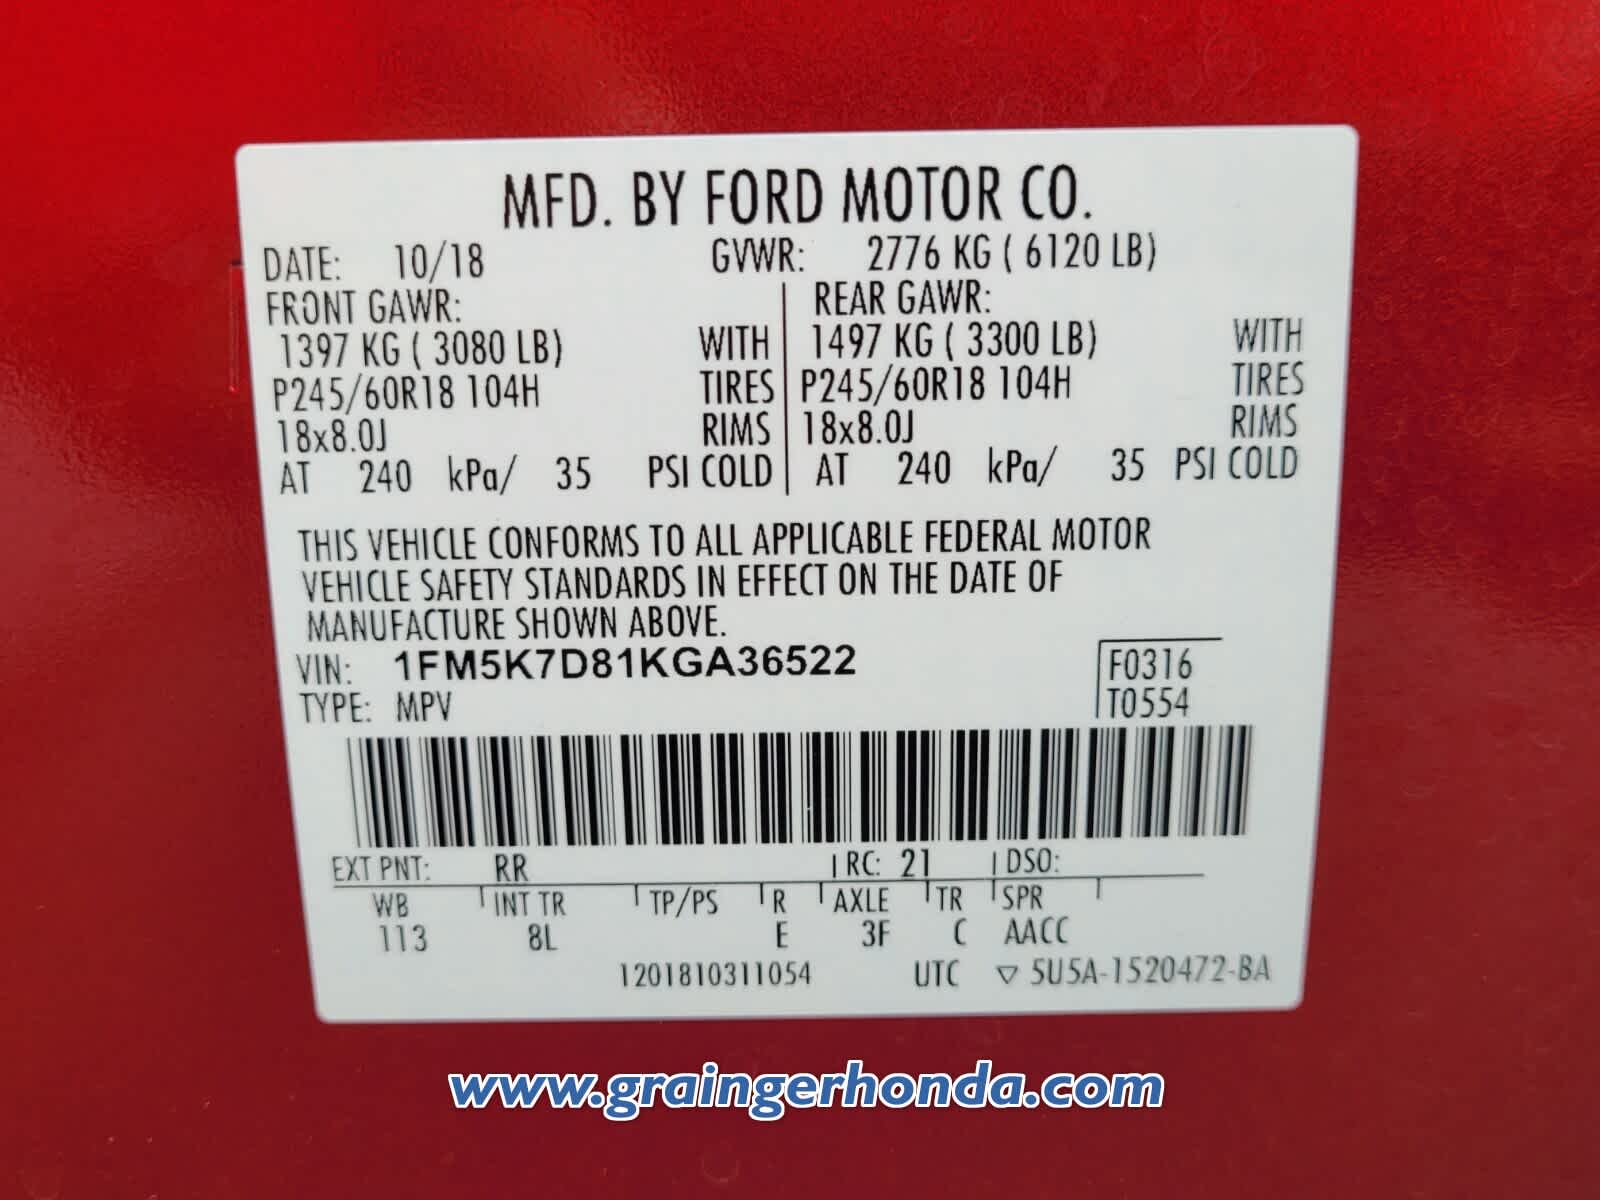 MFD. BY FORD MOTOR CO.
DATE: 10/18 GVWR: 2776 KG ( 6120 LB)
FRONT GAWR: REAR GAWR:
1397 KG ( 3080 LB) WITH 1497 KG ( 3300 LB) WITH
P245/60R18 104H TIRES P245/60R18 104H TIRES
18x8.0J RIMS 18x8.0J RIMS
AT 240 kPa/ 35 PSI COLD AT 240 kPa/ 35 PSI COLD
THIS VEHICLE CONFORMS TO ALL APPLICABLE FEDERAL MOTOR
VEHICLE SAFETY STANDARDS IN EFFECT ON THE DATE OF
MANUFACTURE SHOWN ABOVE.
VIN: 1FM5K7D81KGA36522 F0316
TYPE: MPV T0554
EXT PNT: RR RC: 21 DSO:
WB INT TR TP/PS R AXLE TR SPR
113 8L E 3F C AACC
1201810311054 UTC ▽ 5U5A-1520472-BA
www.graingerhonda.com